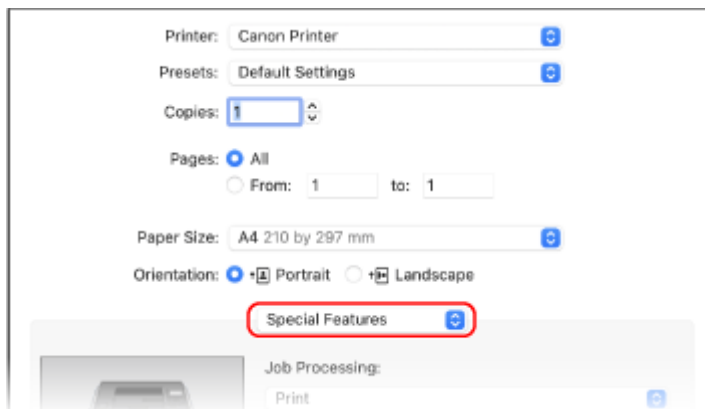 Printer: Canon Printer
Presets: Default Settings
Copies: 1
Pages: All
From: 1 to: 1
Paper Size: A4 210 by 297 mm
Orientation: Portrait Landscape
Special Features
Job Processing:
Print